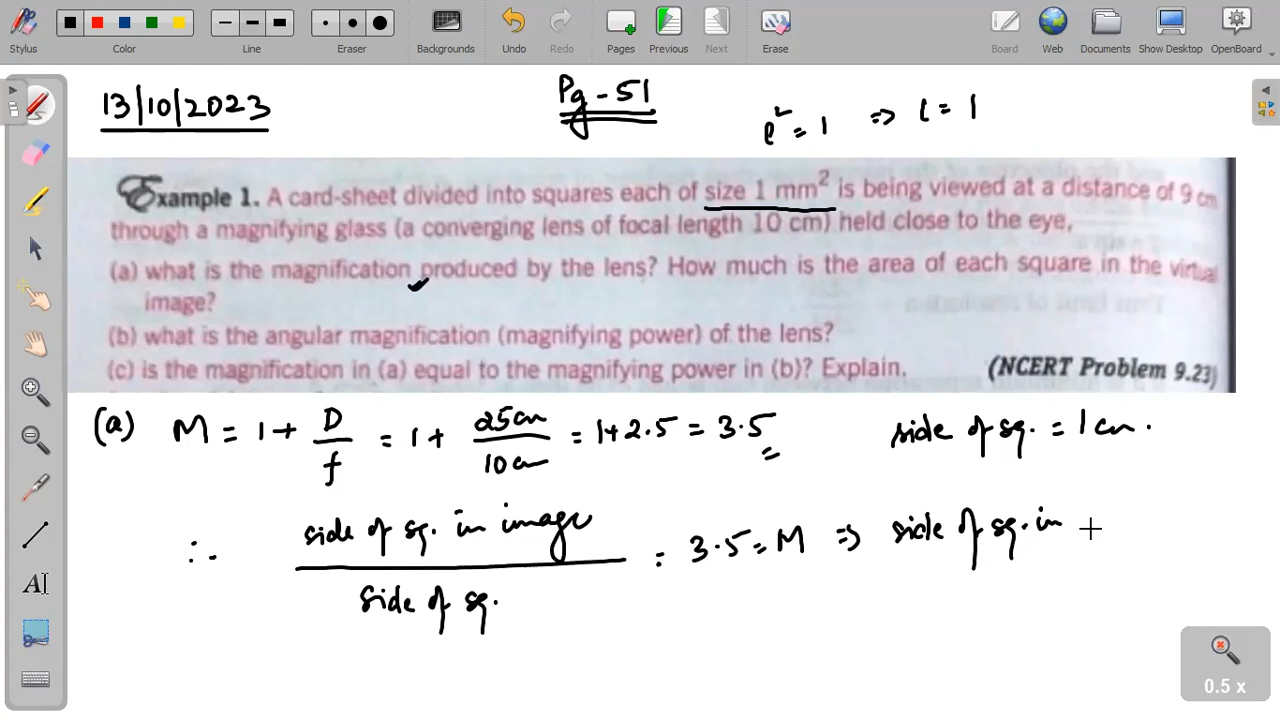 Stylus Color Line Eraser Backgrounds Undo Redo Pages Previous Next Erase Board Web Documents Show Desktop OpenBoard
13/10/2023
Pg - 51
l² = 1 ⇒ l = 1
Example 1. A card-sheet divided into squares each of size 1 mm² is being viewed at a distance of 9 cm
through a magnifying glass (a converging lens of focal length 10 cm) held close to the eye,
(a) what is the magnification produced by the lens? How much is the area of each square in the virtual
image?
(b) what is the angular magnification (magnifying power) of the lens?
(c) is the magnification in (a) equal to the magnifying power in (b)? Explain.
(NCERT Problem 9.23)
(a) M = 1 + D/f = 1 + 25cm/10cm = 1 + 2.5 = 3.5
side of sq. = 1 cm.
∴ side of sq. in image / side of sq. = 3.5 = M ⇒ side of sq. in
0.5 x